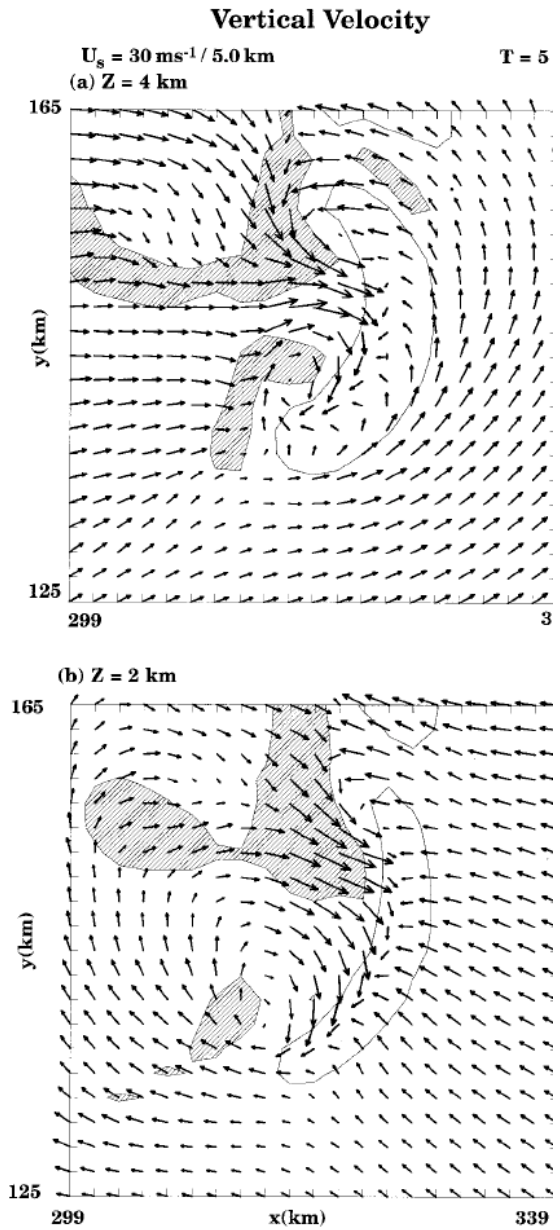 Vertical Velocity
U_s = 30 ms⁻¹ / 5.0 km T = 5
(a) Z = 4 km
165
y(km)
125
299 3
(b) Z = 2 km
165
y(km)
125
299 x(km) 339